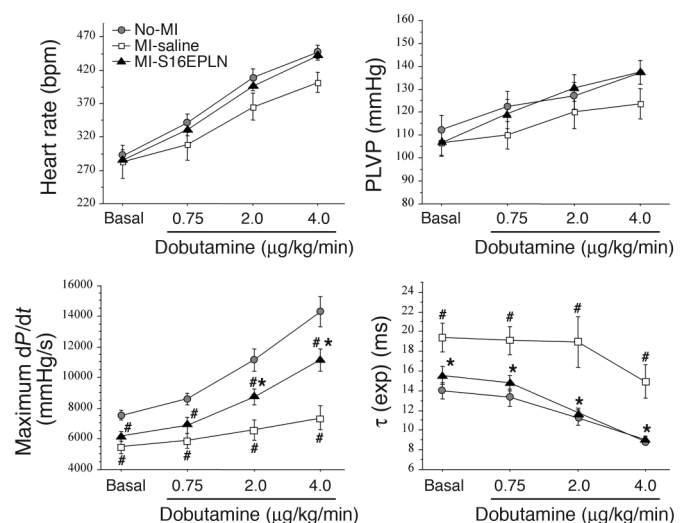 No-MI
MI-saline
MI-S16EPLN
Heart rate (bpm)
470
450
370
290
270
220
Basal
0.75
2.0
4.0
Dobutamine (μg/kg/min)
PLVP (mmHg)
160
150
140
130
120
110
100
90
80
Basal
0.75
2.0
4.0
Dobutamine (μg/kg/min)
Maximum dP/dt
(mmHg/s)
16000
14000
12000
10000
8000
6000
4000
# # #* #*
# # # #
Basal
0.75
2.0
4.0
Dobutamine (μg/kg/min)
τ (exp) (ms)
26
24
22
20
18
16
14
12
10
8
6
# # # #
* * * *
Basal
0.75
2.0
4.0
Dobutamine (μg/kg/min)